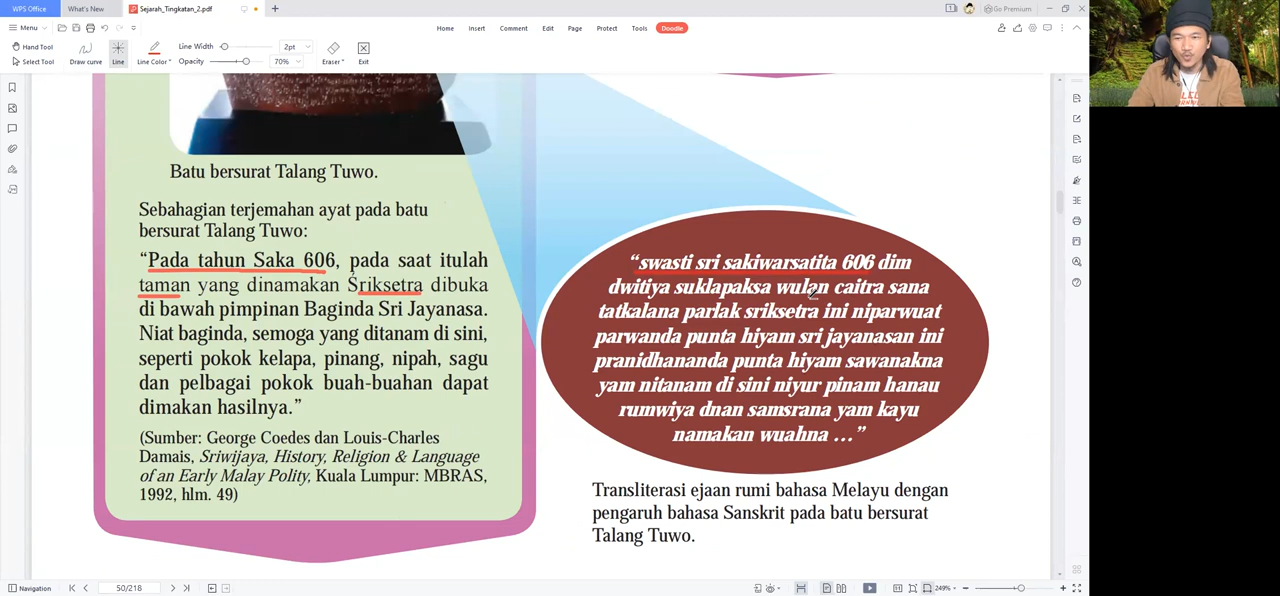 WPS Office
What's New
Sejarah_Tingkatan_2.pdf
Go Premium
Menu
Home
Insert
Comment
Edit
Page
Protect
Tools
Doodle
Hand Tool
Select Tool
Draw curve
Line
Line Color
Line Width
2pt
Opacity
70%
Eraser
Exit
Batu bersurat Talang Tuwo.
Sebahagian terjemahan ayat pada batu
bersurat Talang Tuwo:
“Pada tahun Saka 606, pada saat itulah
taman yang dinamakan Sriksetra dibuka
di bawah pimpinan Baginda Sri Jayanasa.
Niat baginda, semoga yang ditanam di sini,
seperti pokok kelapa, pinang, nipah, sagu
dan pelbagai pokok buah-buahan dapat
dimakan hasilnya.”
(Sumber: George Coedes dan Louis-Charles
Damais, Sriwijaya, History, Religion & Language
of an Early Malay Polity, Kuala Lumpur: MBRAS,
1992, hlm. 49)
“swasti sri sakiwarsatita 606 dim
dwitiya suklapaksa wulan caitra sana
tatkalana parlak sriksetra ini niparwuat
parwanda punta hiyam sri jayanasan ini
pranidhananda punta hiyam sawanakna
yam nitanam di sini niyur pinam hanau
rumwiya dnan samsrana yam kayu
namakan wuahna ...”
Transliterasi ejaan rumi bahasa Melayu dengan
pengaruh bahasa Sanskrit pada batu bersurat
Talang Tuwo.
Navigation
50/218
249%